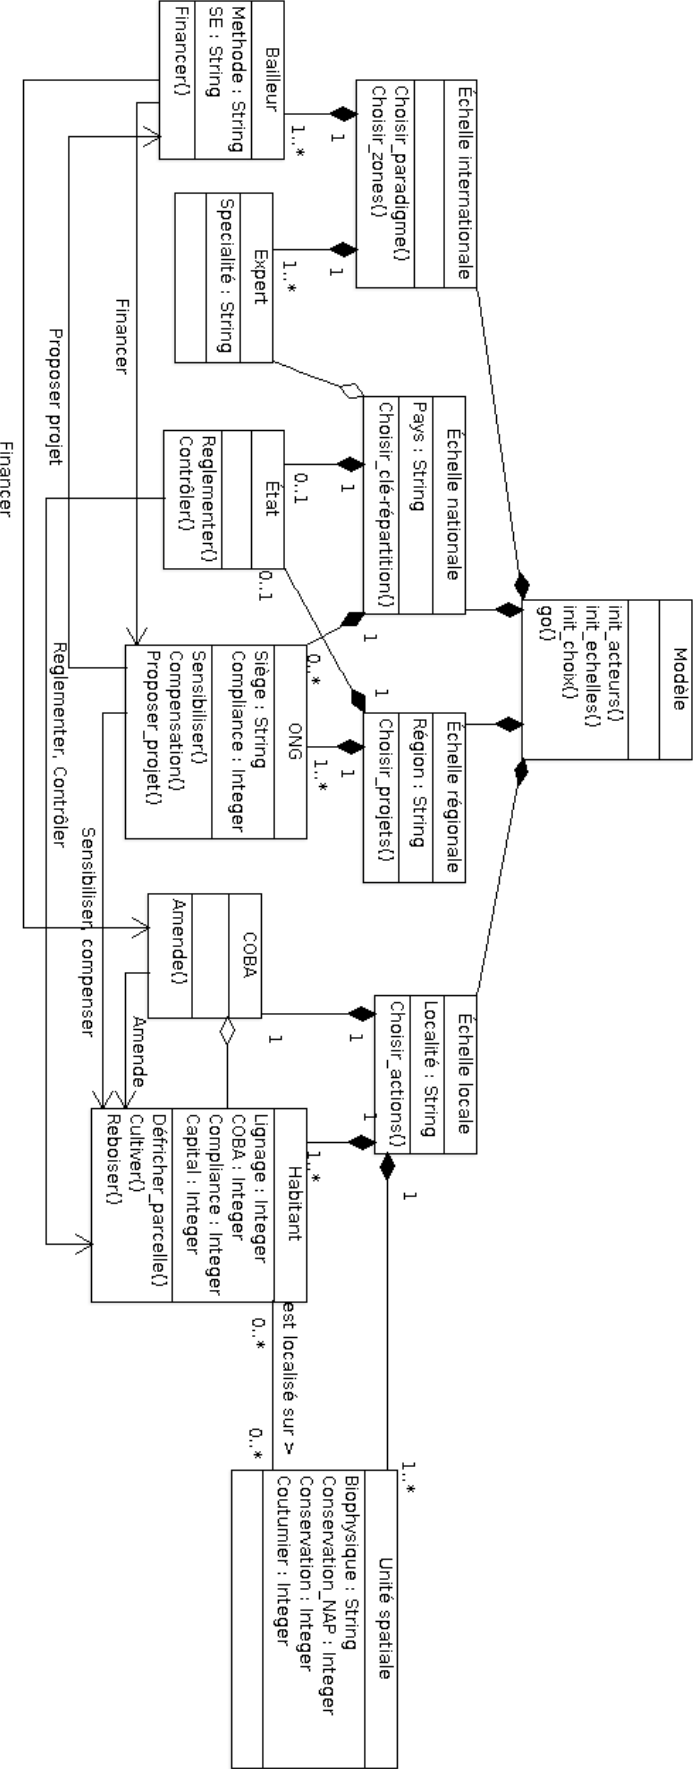 Modèle
init_acteurs()
init_echelles()
init_choix()
go()
Échelle internationale
Choisir_paradigme()
Choisir_zones()
Échelle nationale
Pays : String
Choisir_clé-répartition()
Échelle régionale
Région : String
Choisir_projets()
Échelle locale
Localité : String
Choisir_actions()
1
1
1
1
1
1
1
1
1
Bailleur
Methode : String
SE : String
Financer()
1..*
Expert
Specialité : String
1..*
État
Reglementer()
Contrôler()
0..1
0..1
ONG
Siège : String
Compliance : Integer
Sensibiliser()
Compensation()
Proposer_projet()
0..*
1..*
COBA
Amende()
1
Habitant
Lignage : Integer
COBA : Integer
Compliance : Integer
Capital : Integer
Défricher_parcelle()
Cultiver()
Reboiser()
1..*
est localisé sur >
0..*
0..*
Unité spatiale
Biophysique : String
Conservation_NAP : Integer
Conservation : Integer
Coutumier : Integer
1..*
Financer
Proposer projet
Financer
Reglementer, Contrôler
Sensibiliser, compenser
Amende